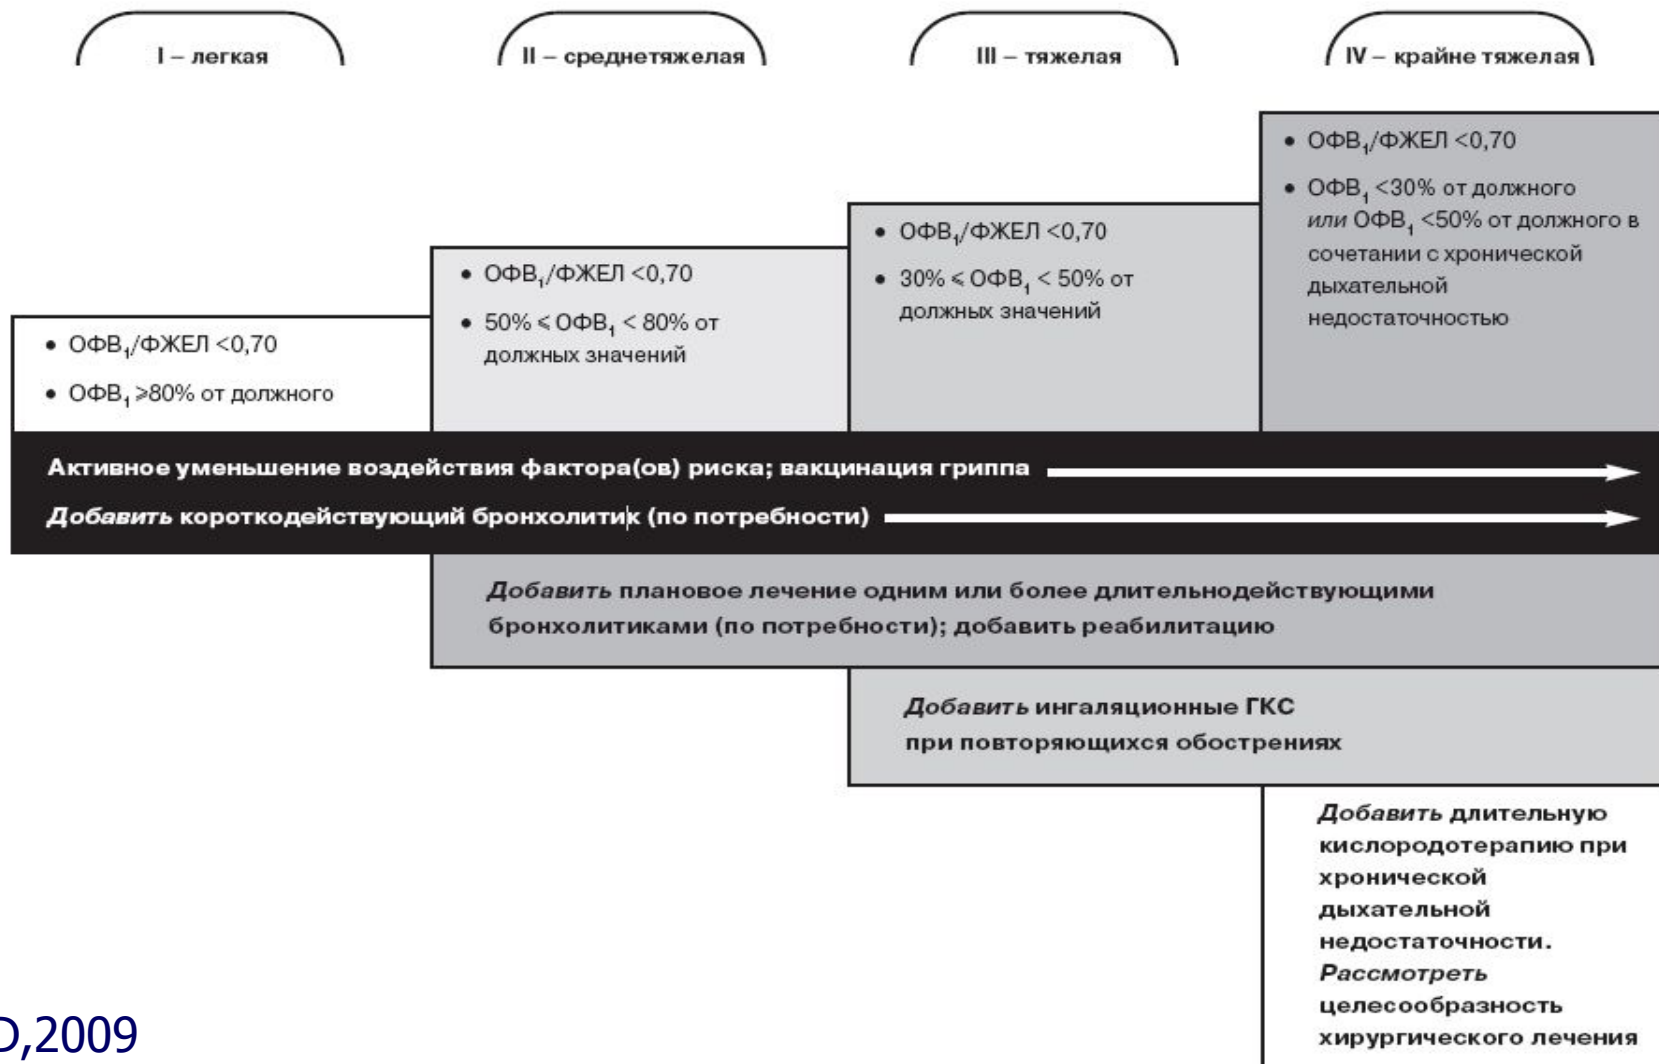 I – легкая
II – среднетяжелая
III – тяжелая
IV – крайне тяжелая
• ОФВ₁/ФЖЕЛ <0,70
• ОФВ₁ ≥80% от должного
• ОФВ₁/ФЖЕЛ <0,70
• 50% ≤ ОФВ₁ < 80% от
должных значений
• ОФВ₁/ФЖЕЛ <0,70
• 30% ≤ ОФВ₁ < 50% от
должных значений
• ОФВ₁/ФЖЕЛ <0,70
• ОФВ₁ <30% от должного
или ОФВ₁ <50% от должного в
сочетании с хронической
дыхательной
недостаточностью
Активное уменьшение воздействия фактора(ов) риска; вакцинация гриппа
Добавить короткодействующий бронхолитик (по потребности)
Добавить плановое лечение одним или более длительнодействующими
бронхолитиками (по потребности); добавить реабилитацию
Добавить ингаляционные ГКС
при повторяющихся обострениях
Добавить длительную
кислородотерапию при
хронической
дыхательной
недостаточности.
Рассмотреть
целесообразность
хирургического лечения
D,2009